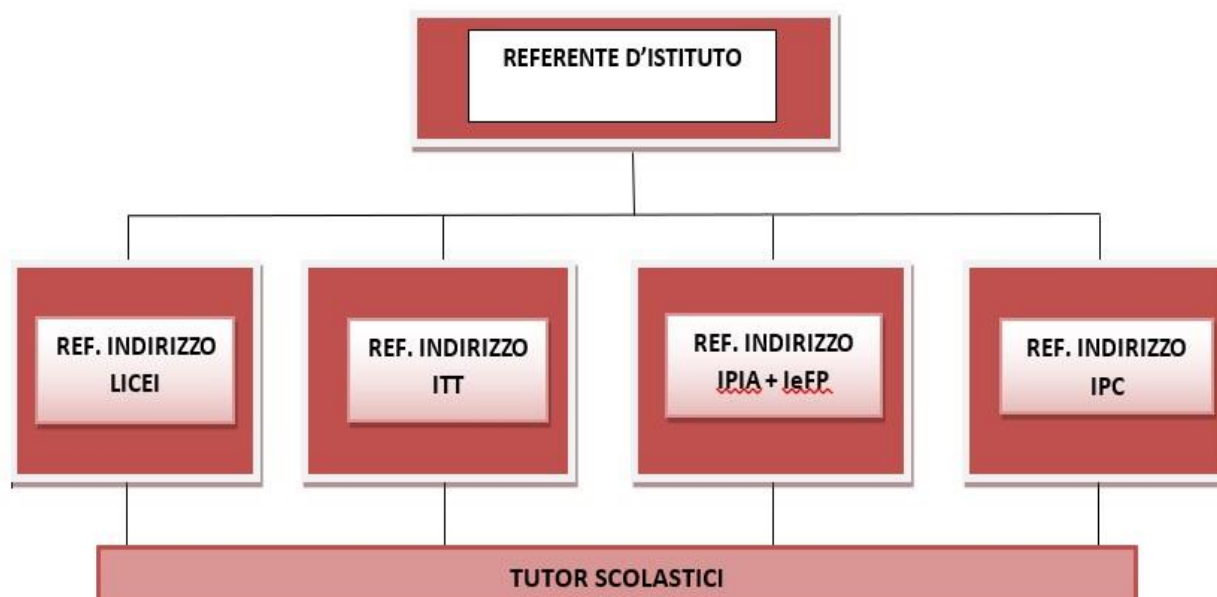 REFERENTE D’ISTITUTO
REF. INDIRIZZO
LICEI
REF. INDIRIZZO
ITT
REF. INDIRIZZO
IPIA + IeFP
REF. INDIRIZZO
IPC
TUTOR SCOLASTICI